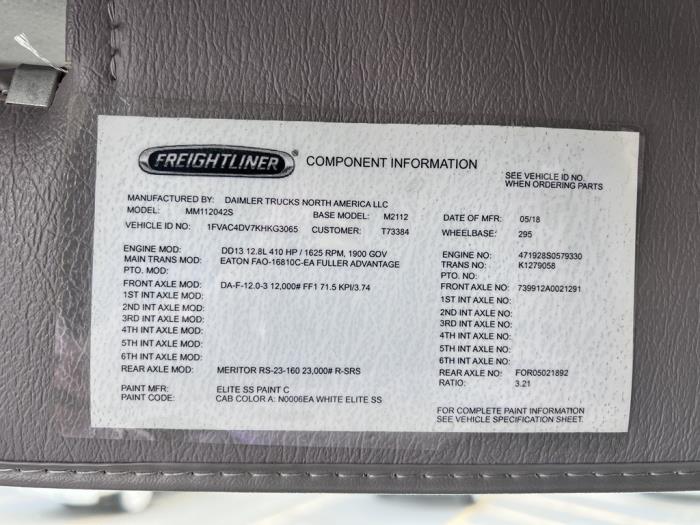 FREIGHTLINER® COMPONENT INFORMATION
SEE VEHICLE ID NO.
WHEN ORDERING PARTS
MANUFACTURED BY: DAIMLER TRUCKS NORTH AMERICA LLC
MODEL: MM112042S BASE MODEL: M2112 DATE OF MFR: 05/18
VEHICLE ID NO: 1FVAC4DV7KHKG3065 CUSTOMER: T73384 WHEELBASE: 295
ENGINE MOD: DD13 12.8L 410 HP / 1625 RPM, 1900 GOV ENGINE NO: 471928S0579330
MAIN TRANS MOD: EATON FAO-16810C-EA FULLER ADVANTAGE TRANS NO: K1279058
PTO. MOD: PTO. NO:
FRONT AXLE MOD: DA-F-12.0-3 12,000# FF1 71.5 KPI/3.74 FRONT AXLE NO: 739912A0021291
1ST INT AXLE MOD: 1ST INT AXLE NO:
2ND INT AXLE MOD: 2ND INT AXLE NO:
3RD INT AXLE MOD: 3RD INT AXLE NO:
4TH INT AXLE MOD: 4TH INT AXLE NO:
5TH INT AXLE MOD: 5TH INT AXLE NO:
6TH INT AXLE MOD: 6TH INT AXLE NO:
REAR AXLE MOD: MERITOR RS-23-160 23,000# R-SRS REAR AXLE NO: FOR05021892
RATIO: 3.21
PAINT MFR: ELITE SS PAINT C
PAINT CODE: CAB COLOR A: N0006EA WHITE ELITE SS
FOR COMPLETE PAINT INFORMATION
SEE VEHICLE SPECIFICATION SHEET